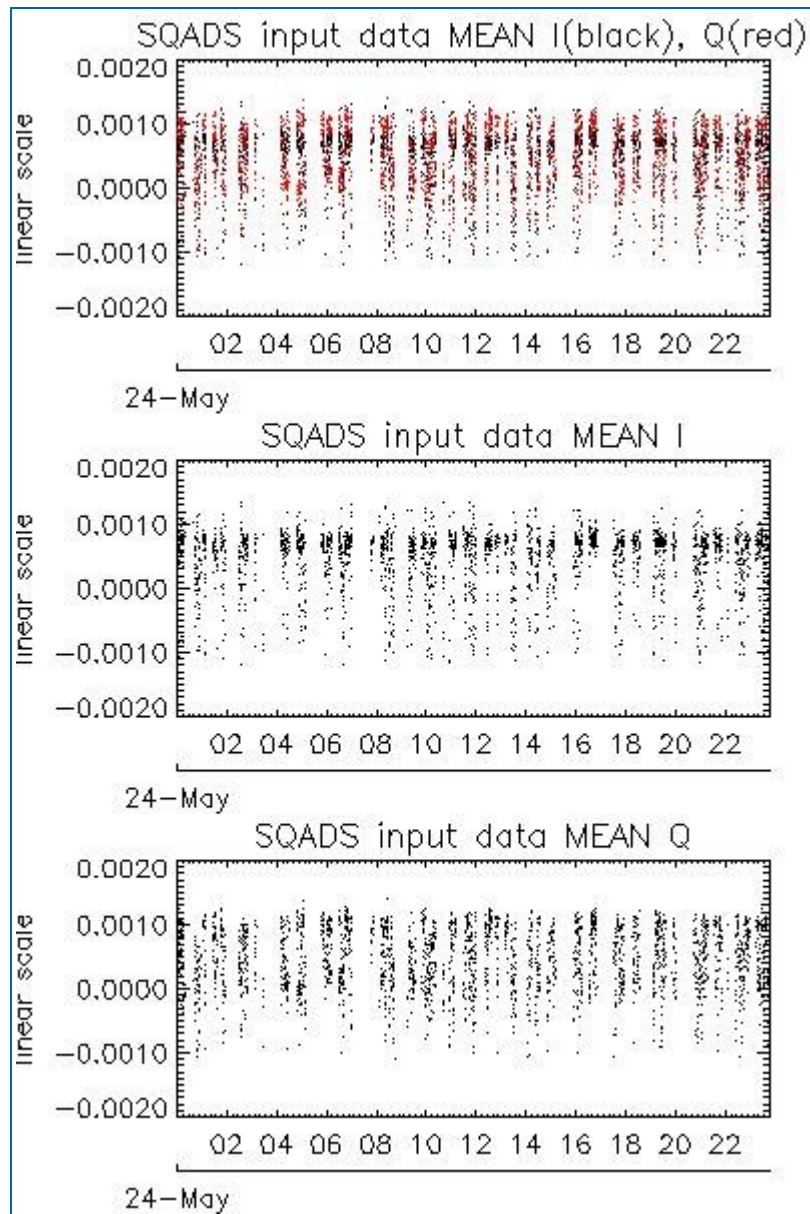 SQADS input data MEAN I(black), Q(red)
linear scale
0.0020
0.0010
0.0000
−0.0010
−0.0020
02 04 06 08 10 12 14 16 18 20 22
24-May
SQADS input data MEAN I
linear scale
0.0020
0.0010
0.0000
−0.0010
−0.0020
02 04 06 08 10 12 14 16 18 20 22
24-May
SQADS input data MEAN Q
linear scale
0.0020
0.0010
0.0000
−0.0010
−0.0020
02 04 06 08 10 12 14 16 18 20 22
24-May